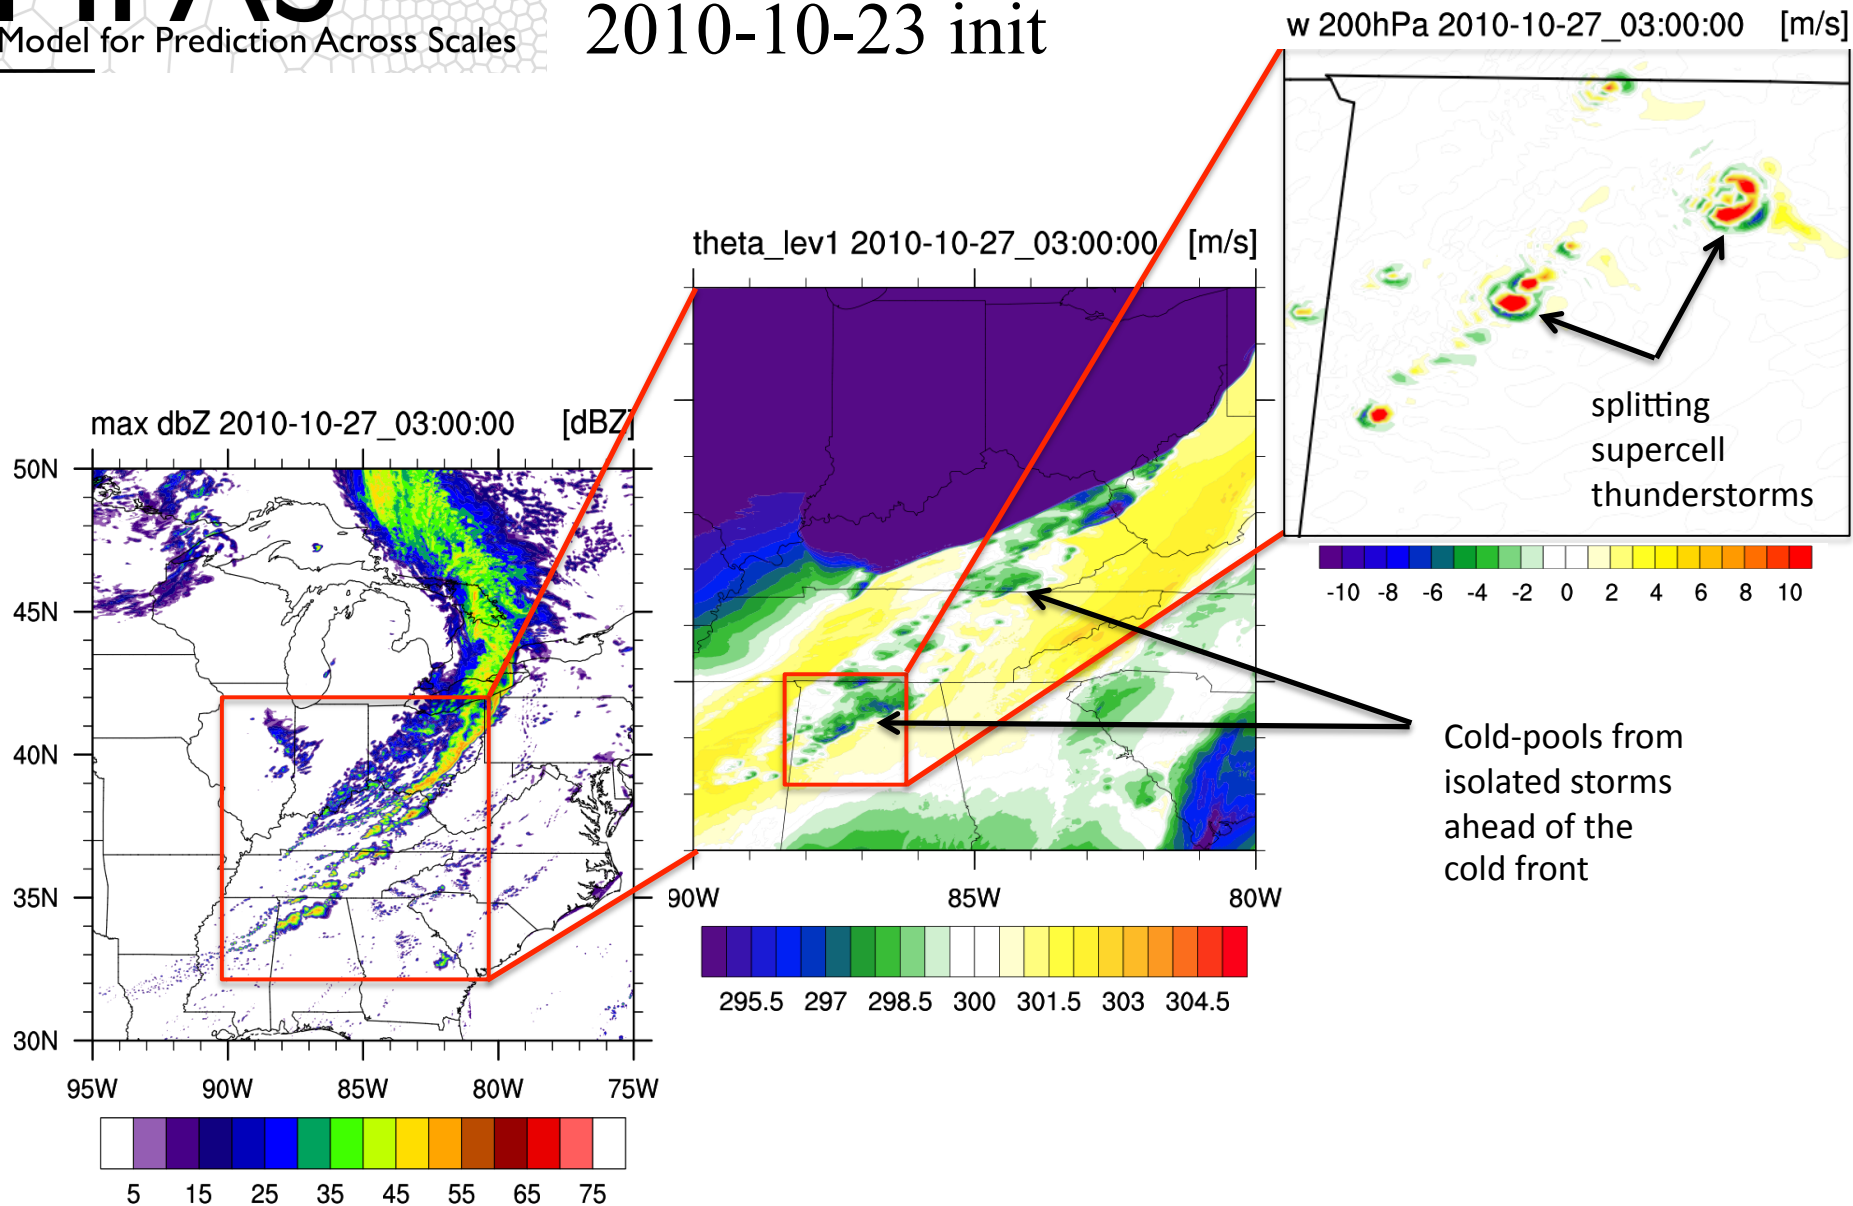 MPAS
Model for Prediction Across Scales
2010-10-23 init
w 200hPa 2010-10-27_03:00:00 [m/s]
splitting
supercell
thunderstorms
-10 -8 -6 -4 -2 0 2 4 6 8 10
theta_lev1 2010-10-27_03:00:00 [m/s]
90W 85W 80W
295.5 297 298.5 300 301.5 303 304.5
Cold-pools from
isolated storms
ahead of the
cold front
max dbZ 2010-10-27_03:00:00 [dBZ]
50N
45N
40N
35N
30N
95W 90W 85W 80W 75W
5 15 25 35 45 55 65 75